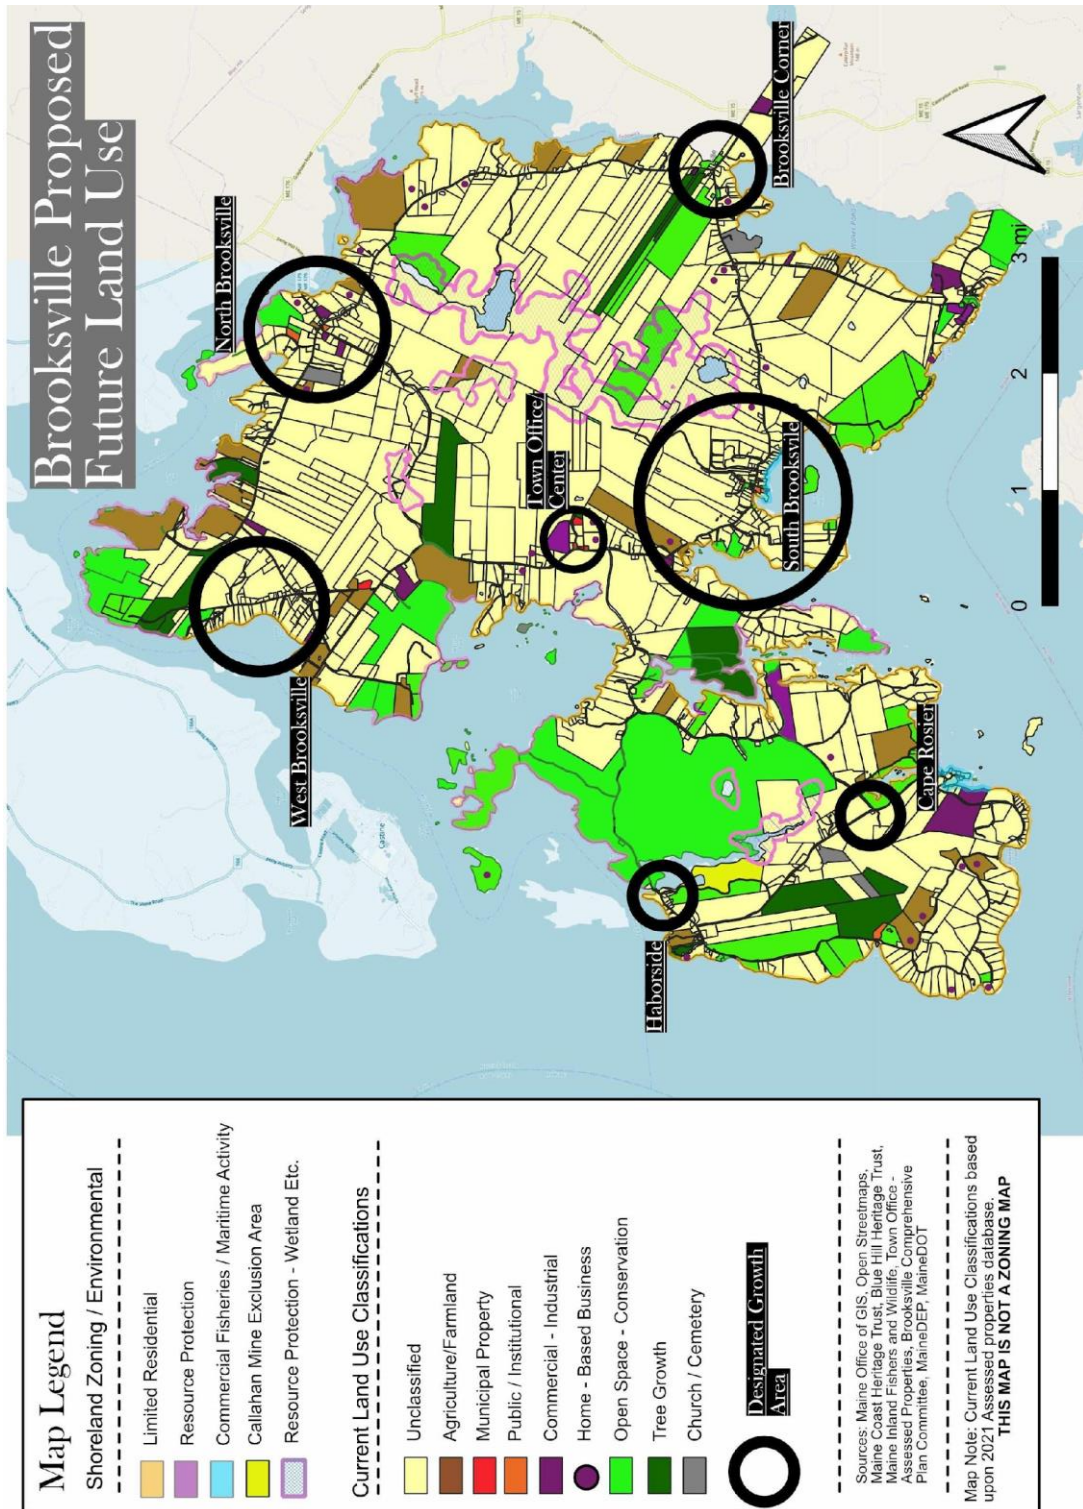 Brooksville Proposed
Future Land Use
North Brooksville
West Brooksville
Town Office/
Center
Brooksville Corner
South Brooksvile
Haborside
Cape Rosier
Castine
0
1
2
3 mi
Map Legend
Shoreland Zoning / Environmental
Limited Residential
Resource Protection
Commercial Fisheries / Maritime Activity
Callahan Mine Exclusion Area
Resource Protection - Wetland Etc.
Current Land Use Classifications
Unclassified
Agriculture/Farmland
Municipal Property
Public / Institutional
Commercial - Industrial
Home - Based Business
Open Space - Conservation
Tree Growth
Church / Cemetery
Designated Growth
Area
Sources: Maine Office of GIS, Open Streetmaps,
Maine Coast Heritage Trust, Blue Hill Heritage Trust,
Maine Inland Fishers and Wildlife, Town Office -
Assessed Properties, Brooksville Comprehensive
Plan Committee, MaineDEP, MaineDOT
Map Note: Current Land Use Classifications based
upon 2021 Assessed properties database.
THIS MAP IS NOT A ZONING MAP